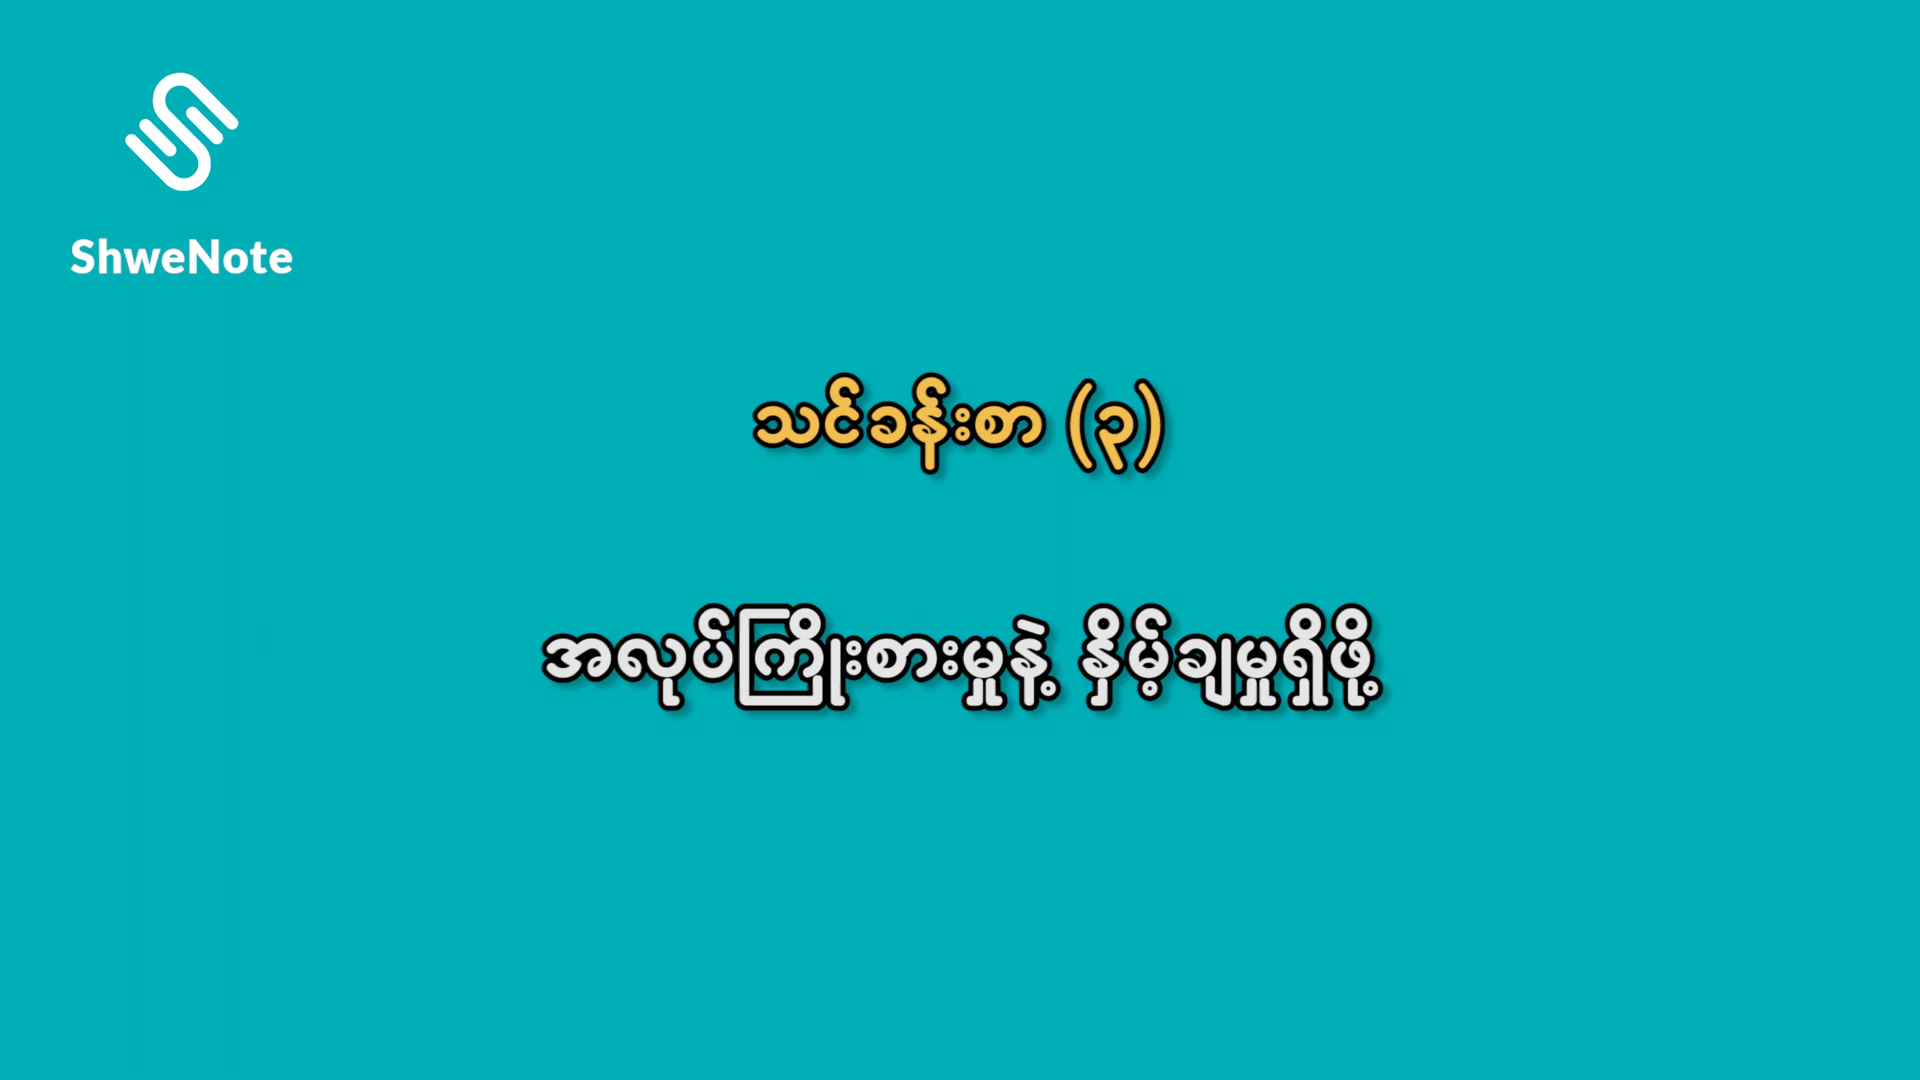 ShweNote
သင်ခန်းစာ (၃)
အလုပ်ကြိုးစားမှုနဲ့ နှိမ့်ချမှုရှိဖို့